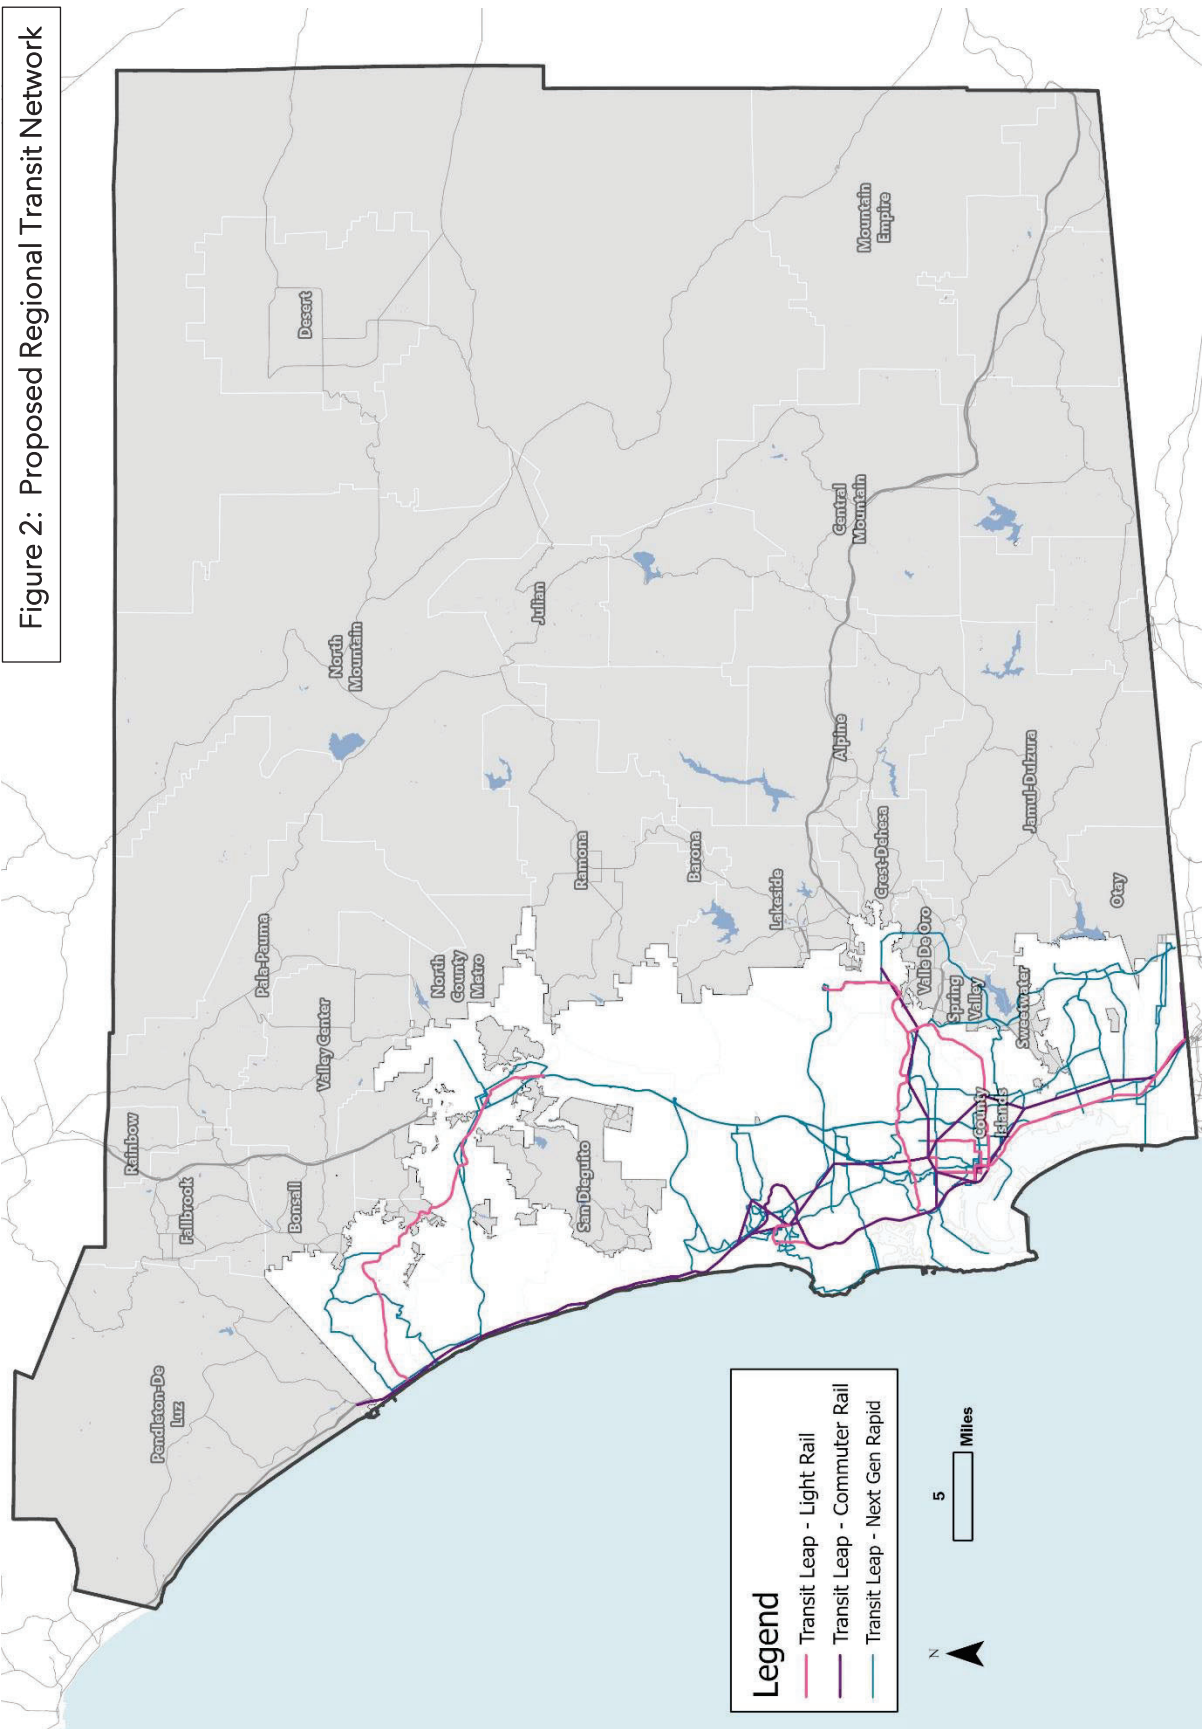 Figure 2: Proposed Regional Transit Network
Rainbow
Fallbrook
Pendleton-De
Luz
Bonsall
Pala-Pauma
Valley Center
North
Mountain
Desert
North
County
Metro
Julian
San Dieguito
Ramona
Barona
Lakeside
Alpine
Central
Mountain
Mountain
Empire
Crest-Dehesa
Valle De Oro
Spring
Valley
County
Islands
Sweetwater
Jamul-Dulzura
Otay
Legend
Transit Leap - Light Rail
Transit Leap - Commuter Rail
Transit Leap - Next Gen Rapid
N
5
Miles